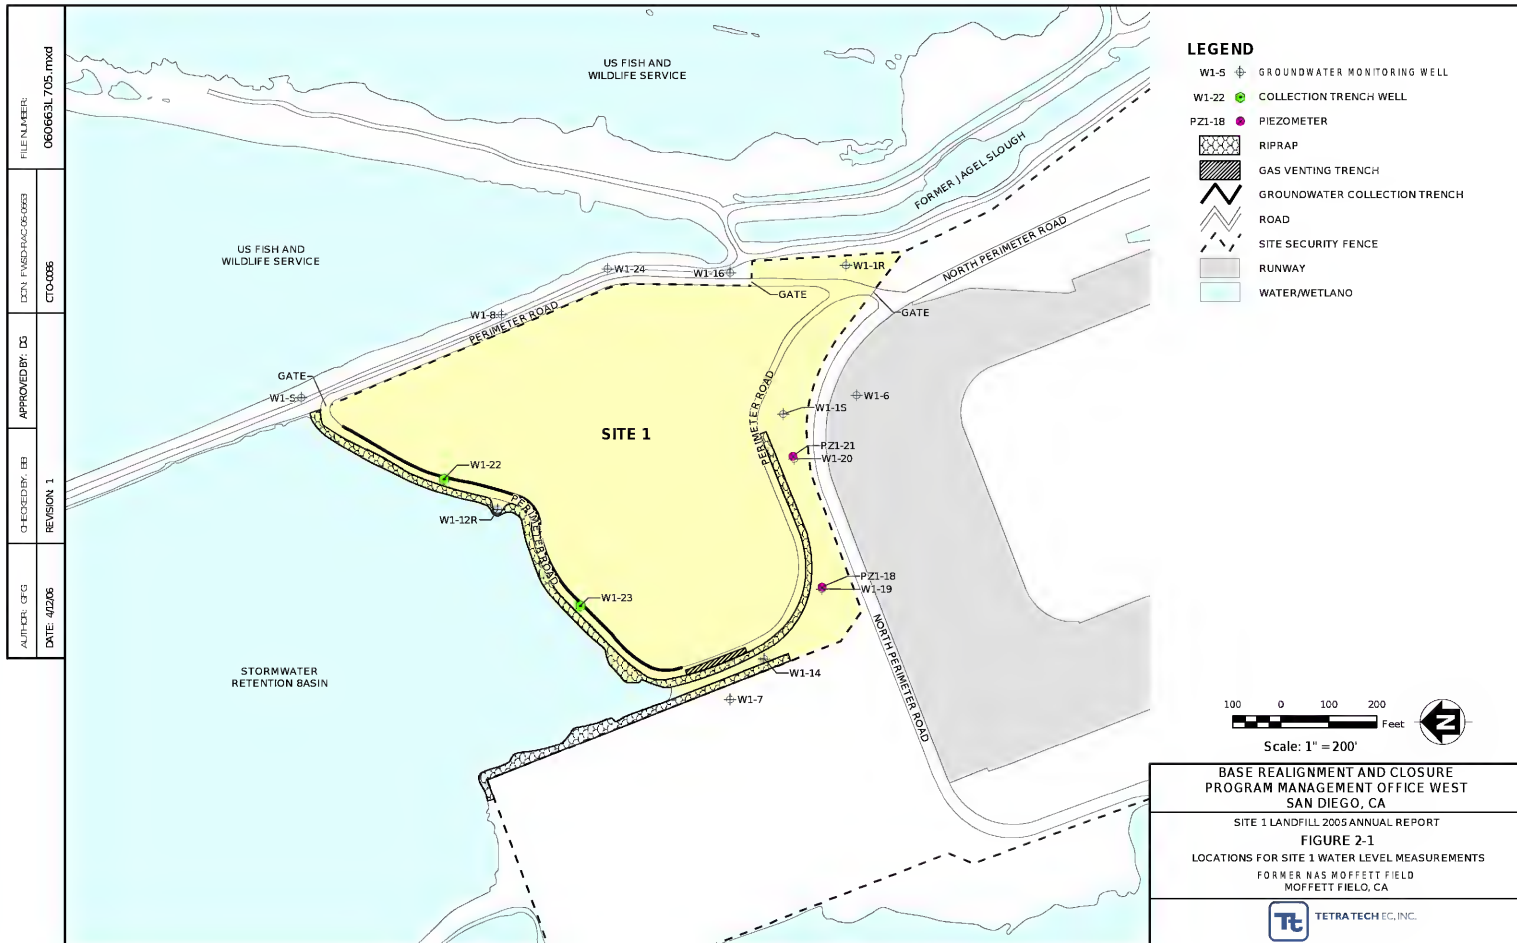 FILE NUMBER:
060663L705.mxd
DCN: FWSD-RAC-06-0663
CTO-0086
APPROVED BY: DG
CHECKED BY: BB
REVISION: 1
AUTHOR: GFG
DATE: 4/12/06
US FISH AND
WILDLIFE SERVICE
FORMER JAGEL SLOUGH
US FISH AND
WILDLIFE SERVICE
NORTH PERIMETER ROAD
W1-24
W1-16
W1-1R
GATE
GATE
W1-8
PERIMETER ROAD
GATE
W1-S
W1-6
W1-1S
PERIMETER ROAD
SITE 1
PZ1-21
W1-20
W1-22
W1-12R
PERIMETER ROAD
PZ1-18
W1-19
W1-23
NORTH PERIMETER ROAD
STORMWATER
RETENTION BASIN
W1-14
W1-7
LEGEND
W1-S GROUNDWATER MONITORING WELL
W1-22 COLLECTION TRENCH WELL
PZ1-18 PIEZOMETER
RIPRAP
GAS VENTING TRENCH
GROUNDWATER COLLECTION TRENCH
ROAD
SITE SECURITY FENCE
RUNWAY
WATER/WETLAND
100 0 100 200
Feet
N
Scale: 1" = 200'
BASE REALIGNMENT AND CLOSURE
PROGRAM MANAGEMENT OFFICE WEST
SAN DIEGO, CA
SITE 1 LANDFILL 2005 ANNUAL REPORT
FIGURE 2-1
LOCATIONS FOR SITE 1 WATER LEVEL MEASUREMENTS
FORMER NAS MOFFETT FIELD
MOFFETT FIELD, CA
Tt
TETRA TECH EC, INC.